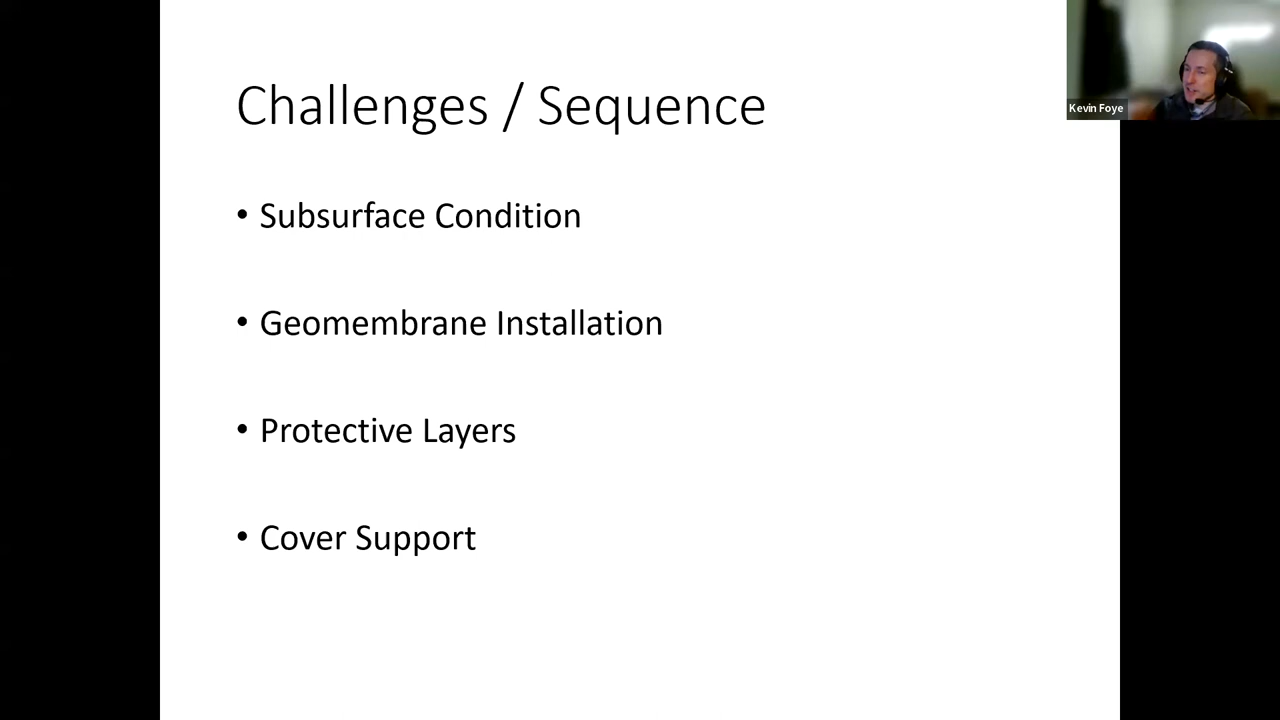 Challenges / Sequence
• Subsurface Condition
• Geomembrane Installation
• Protective Layers
• Cover Support
Kevin Foye